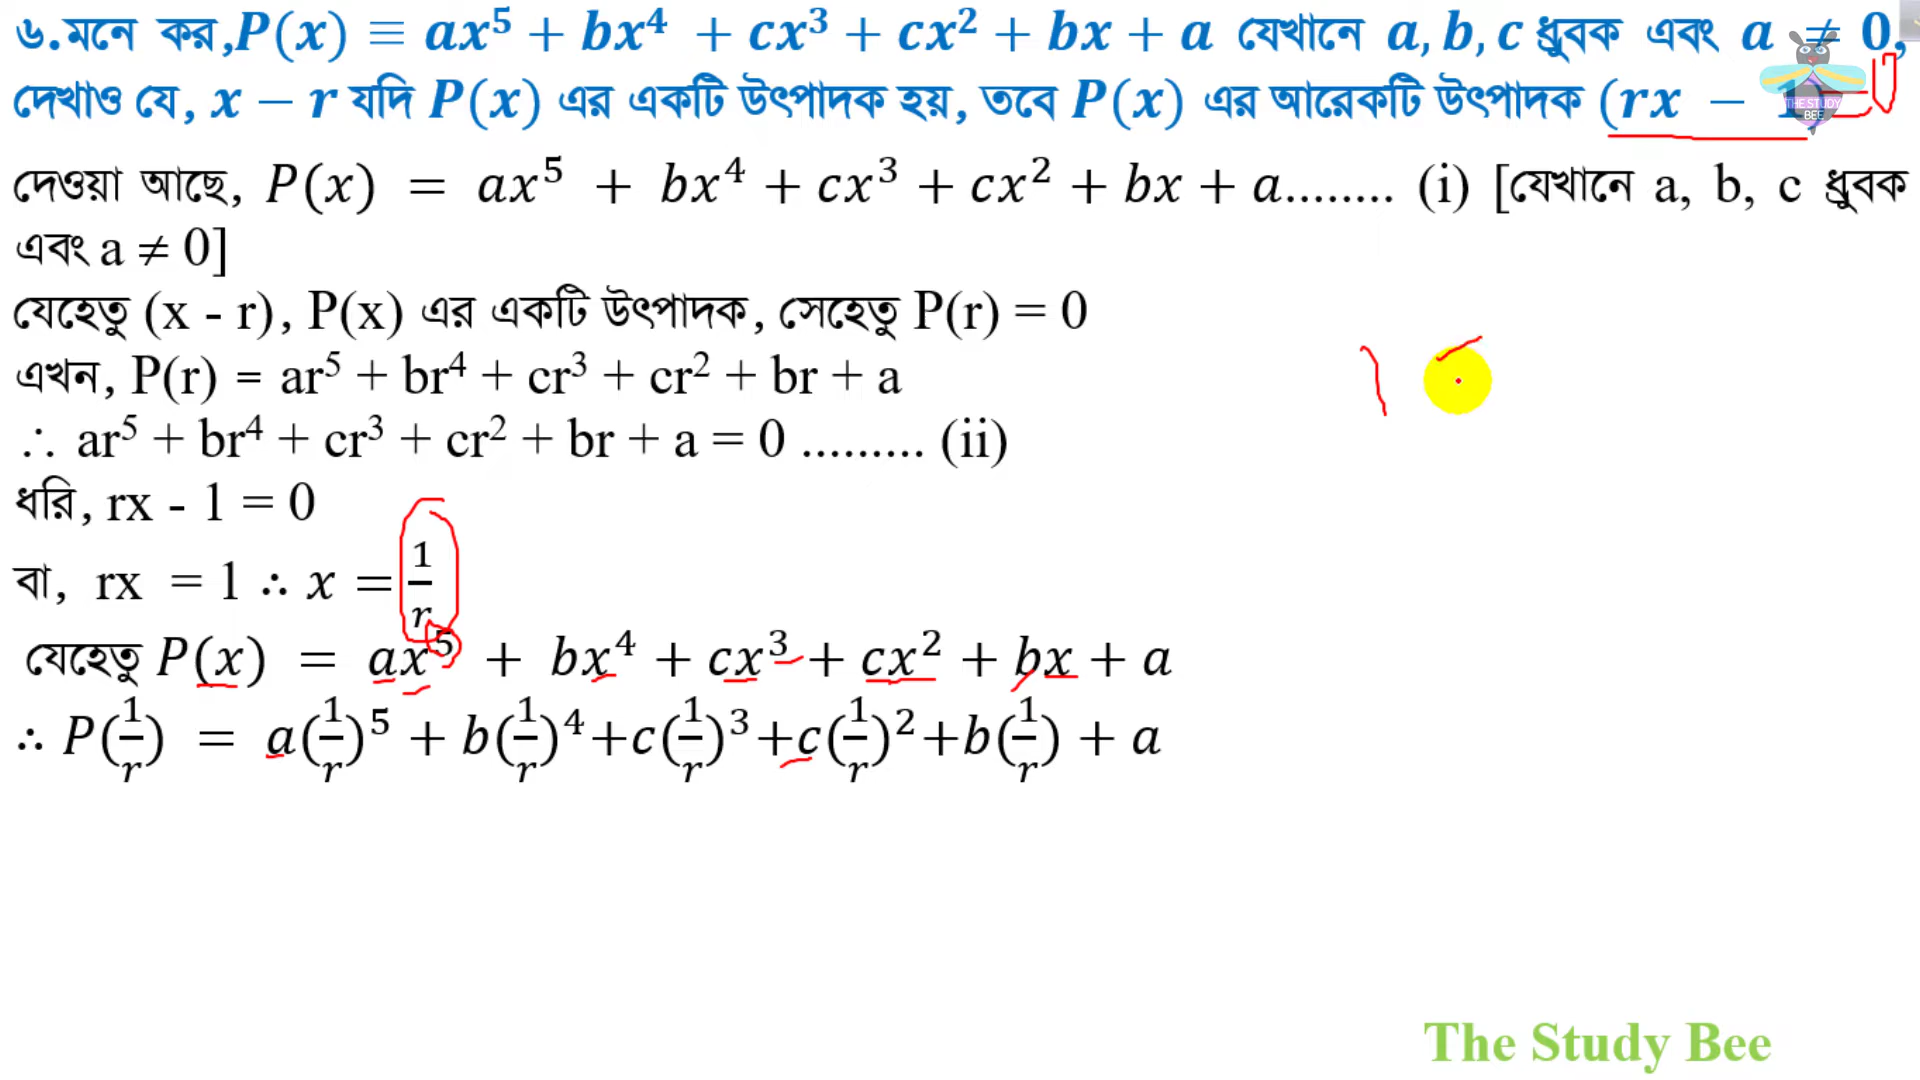 ৬.মনে কর,P(x) ≡ ax⁵ + bx⁴ + cx³ + cx² + bx + a যেখানে a, b, c ধ্রুবক এবং a ≠ 0,
দেখাও যে, x − r যদি P(x) এর একটি উৎপাদক হয়, তবে P(x) এর আরেকটি উৎপাদক (rx − 1)
THE STUDY BEE
দেওয়া আছে, P(x) = ax⁵ + bx⁴ + cx³ + cx² + bx + a........ (i) [যেখানে a, b, c ধ্রুবক
এবং a ≠ 0]
যেহেতু (x - r), P(x) এর একটি উৎপাদক, সেহেতু P(r) = 0
এখন, P(r) = ar⁵ + br⁴ + cr³ + cr² + br + a
∴ ar⁵ + br⁴ + cr³ + cr² + br + a = 0 ......... (ii)
ধরি, rx - 1 = 0
বা, rx = 1 ∴ x = 1/r
যেহেতু P(x) = ax⁵ + bx⁴ + cx³ + cx² + bx + a
∴ P(1/r) = a(1/r)⁵ + b(1/r)⁴+c(1/r)³+c(1/r)²+b(1/r) + a
The Study Bee